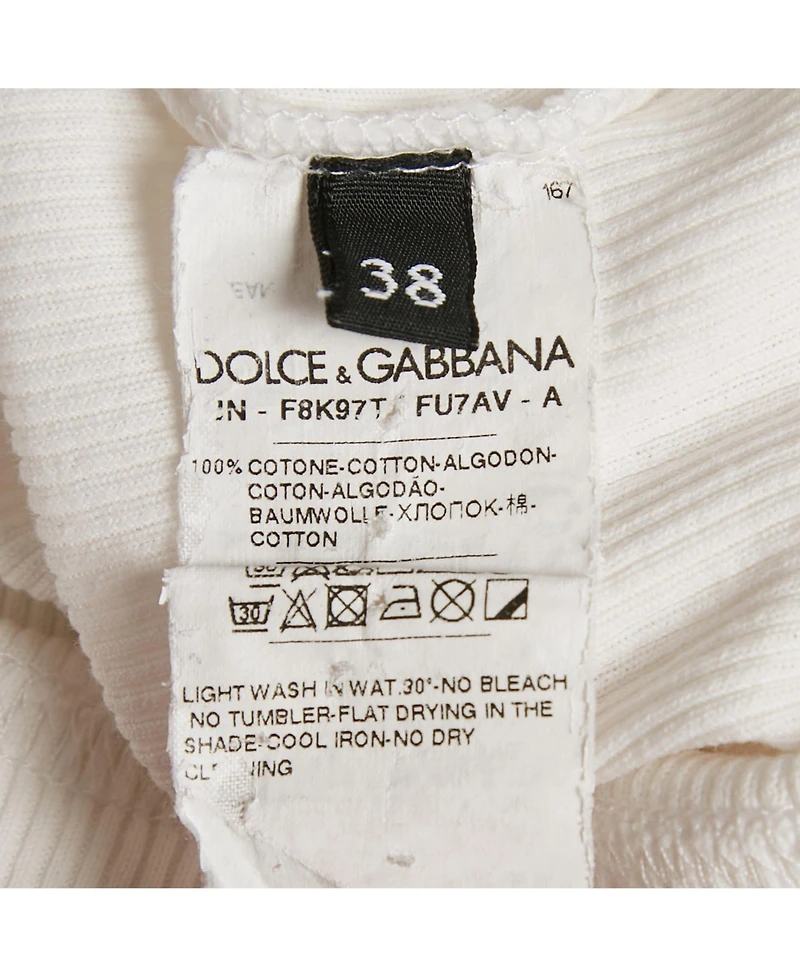 167
38
DOLCE & GABBANA
F8K97T FU7AV - A
100% COTONE-COTTON-ALGODON-
COTON-ALGODÃO-
BAUMWOLLE-ХЛОПОК-棉-
COTTON
30
LIGHT WASH IN WAT.30°-NO BLEACH
NO TUMBLER-FLAT DRYING IN THE
SHADE-COOL IRON-NO DRY